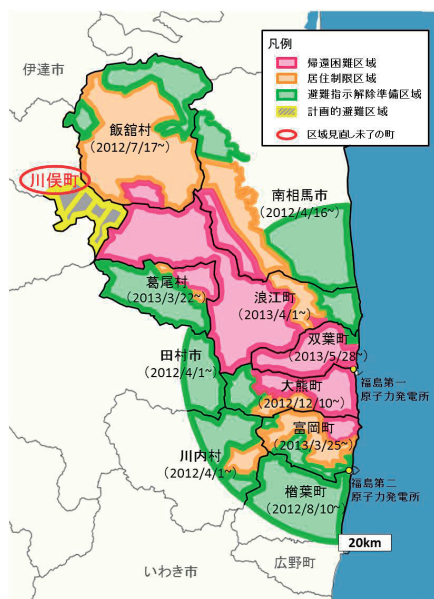 伊達市
凡例
帰還困難区域
居住制限区域
避難指示解除準備区域
計画的避難区域
区域見直し未了の町
飯舘村
(2012/7/17~)
川俣町
南相馬市
(2012/4/16~)
葛尾村
(2013/3/22~)
浪江町
(2013/4/1~)
双葉町
(2013/5/28~)
田村市
(2012/4/1~)
大熊町
(2012/12/10~)
福島第一
原子力発電所
富岡町
(2013/3/25~)
川内村
(2012/4/1~)
福島第二
原子力発電所
楢葉町
(2012/8/10~)
20km
広野町
いわき市